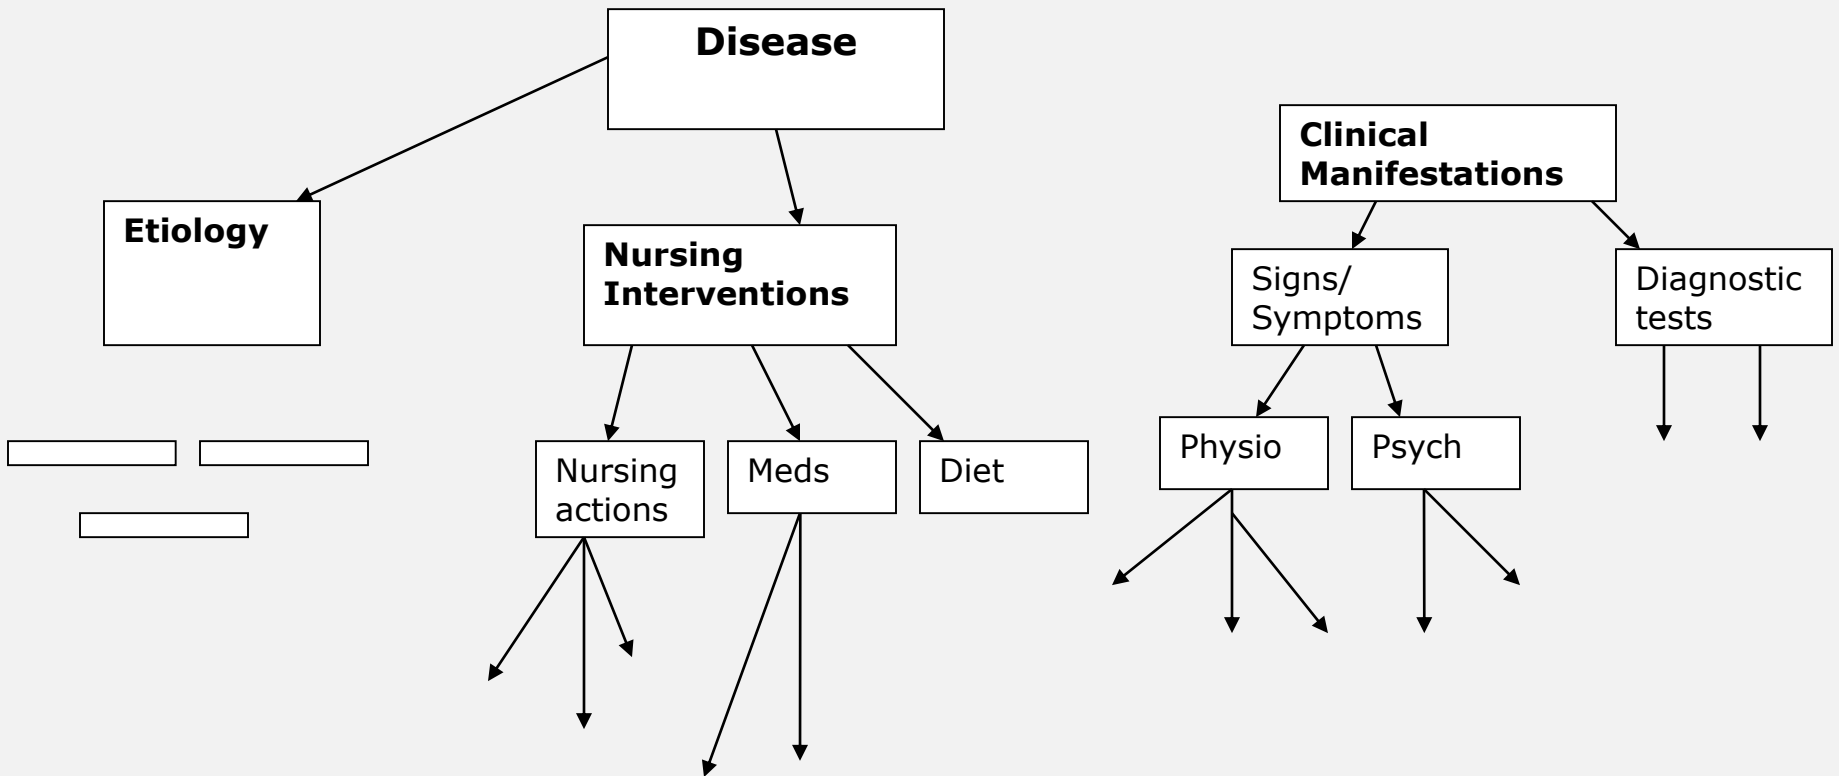 Disease
Clinical
Manifestations
Etiology
Nursing
Interventions
Signs/
Symptoms
Diagnostic
tests
Physio
Psych
Nursing
actions
Meds
Diet